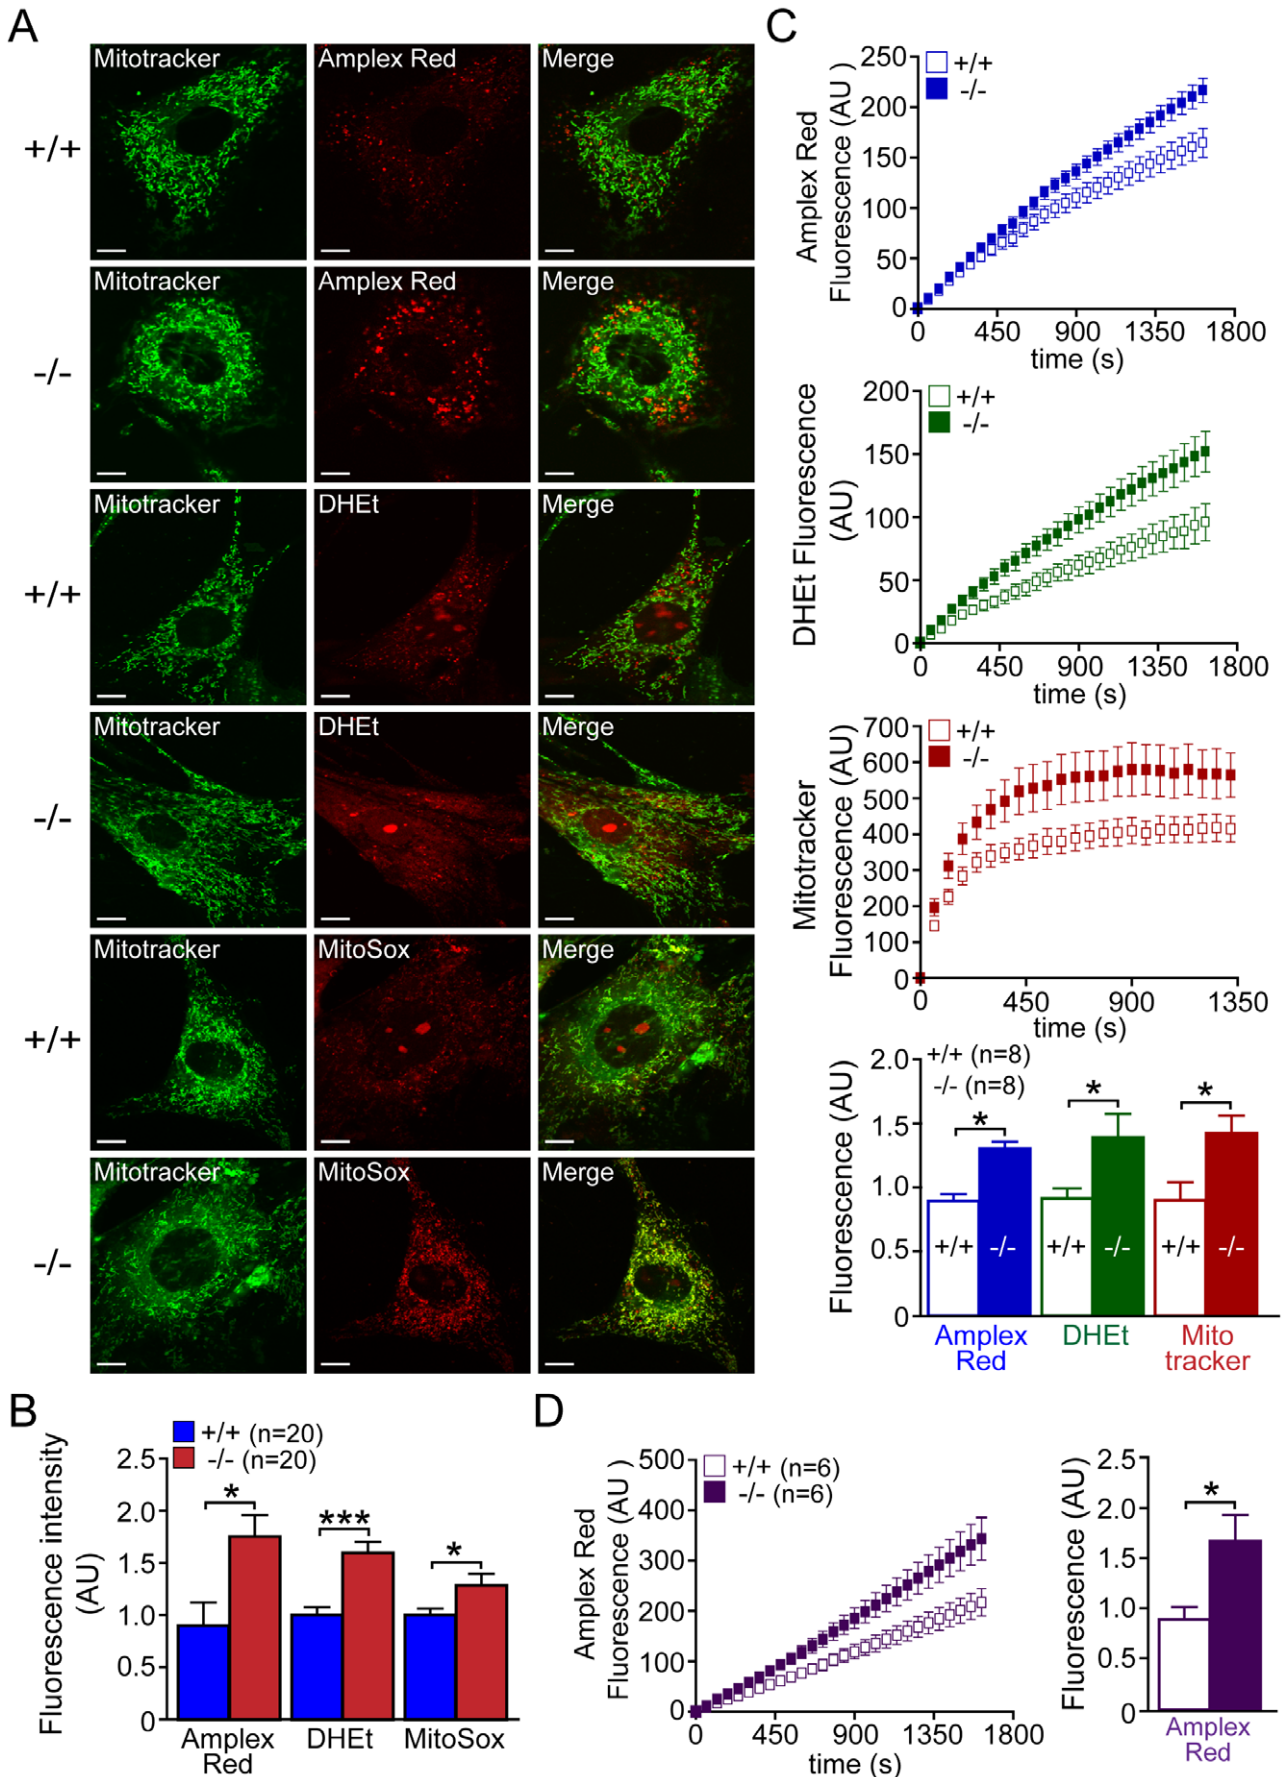 A
Mitotracker
Amplex Red
Merge
+/+
Mitotracker
Amplex Red
Merge
-/-
Mitotracker
DHEt
Merge
+/+
Mitotracker
DHEt
Merge
-/-
Mitotracker
MitoSox
Merge
+/+
Mitotracker
MitoSox
Merge
-/-
C
Amplex Red
Fluorescence (AU )
250
200
150
100
50
0
+/+
-/-
0
450
900
1350
1800
time (s)
DHEt Fluorescence
(AU)
200
150
100
50
0
+/+
-/-
0
450
900
1350
1800
time (s)
Mitotracker
Fluorescence (AU)
700
600
500
400
300
200
100
0
+/+
-/-
0
450
900
1350
time (s)
Fluorescence (AU)
2.0
1.5
1.0
0.5
0
+/+ (n=8)
-/- (n=8)
*
*
*
+/+
-/-
+/+
-/-
+/+
-/-
Amplex
Red
DHEt
Mito
tracker
B
Fluorescence intensity
(AU)
2.5
2.0
1.5
1.0
0.5
0
+/+ (n=20)
-/- (n=20)
*
***
*
Amplex
Red
DHEt
MitoSox
D
Amplex Red
Fluorescence (AU )
500
400
300
200
100
0
+/+ (n=6)
-/- (n=6)
0
450
900
1350
1800
time (s)
Fluorescence (AU)
2.5
2.0
1.5
1.0
0.5
0
*
Amplex
Red